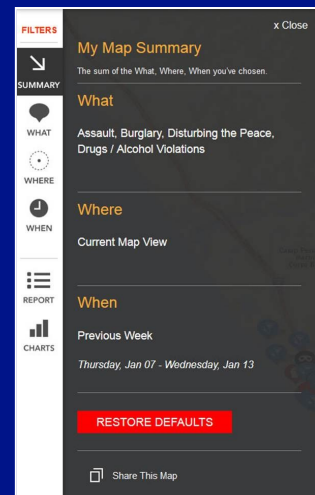 FILTERS
SUMMARY
WHAT
WHERE
WHEN
REPORT
CHARTS
x Close
My Map Summary
The sum of the What, Where, When you've chosen.
What
Assault, Burglary, Disturbing the Peace,
Drugs / Alcohol Violations
Where
Current Map View
When
Previous Week
Thursday, Jan 07 - Wednesday, Jan 13
RESTORE DEFAULTS
Share This Map